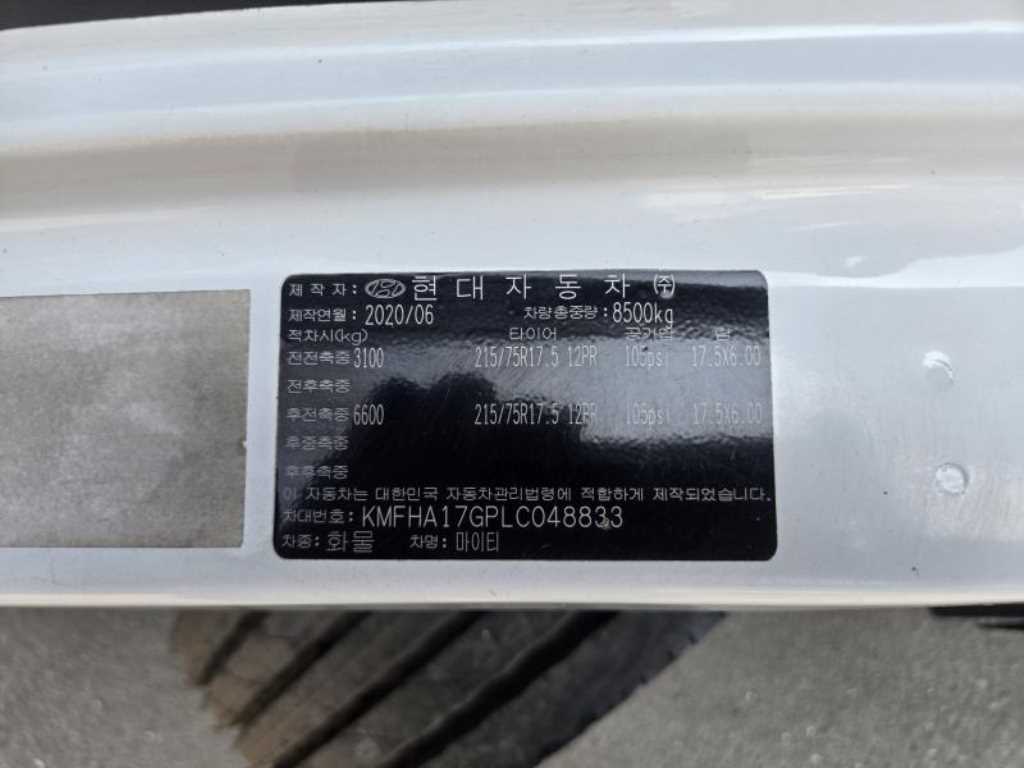 제 작 자 : 현 대 자 동 차 ㈜
제작연월 : 2020/06 차량총중량 : 8500kg
적차시(kg) 타이어 공기압 림
전전축중 3100 215/75R17.5 12PR 105psi 17.5X6.00
전후축중
후전축중 6600 215/75R17.5 12PR 105psi 17.5X6.00
후중축중
후후축중
이 자동차는 대한민국 자동차관리법령에 적합하게 제작되었습니다.
차대번호: KMFHA17GPLC048833
차종: 화물 차명: 마이티